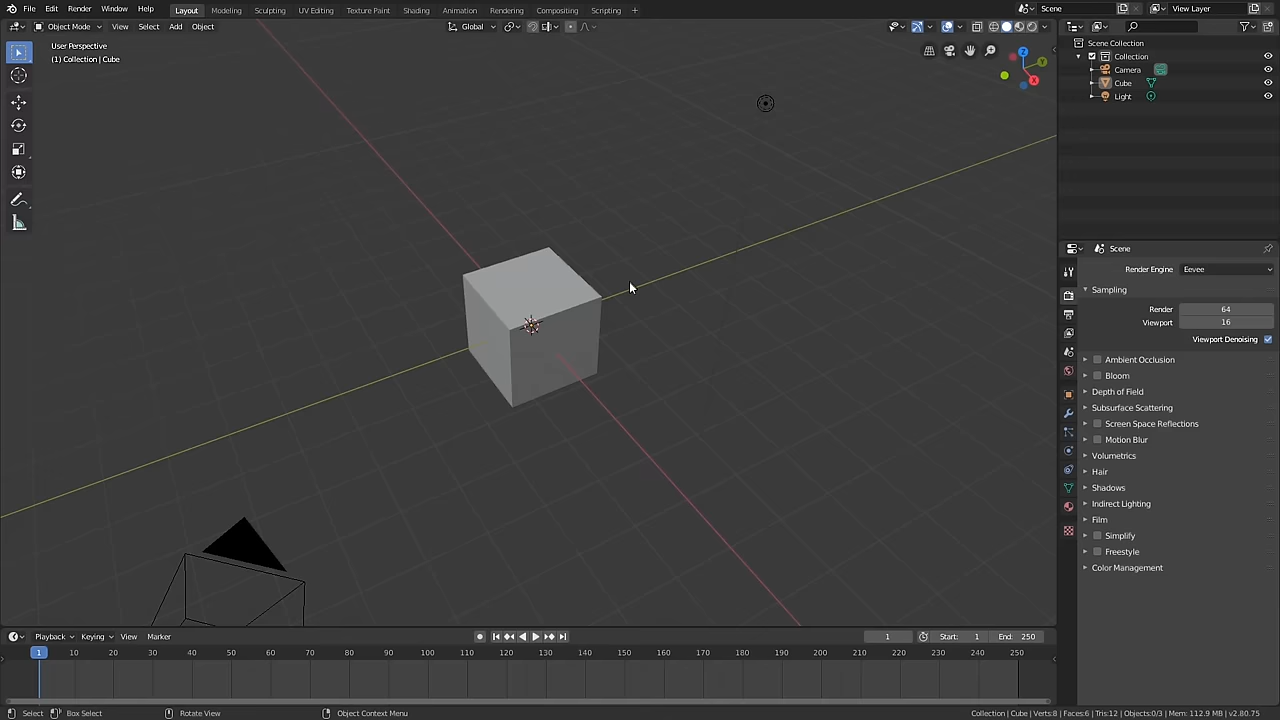 File Edit Render Window Help Layout Modeling Sculpting UV Editing Texture Paint Shading Animation Rendering Compositing Scripting + Scene View Layer
Object Mode View Select Add Object Global
User Perspective
(1) Collection | Cube
Scene Collection
Collection
Camera
Cube
Light
Y
Z
X
Scene
Render Engine Eevee
Sampling
Render 64
Viewport 16
Viewport Denoising
Ambient Occlusion
Bloom
Depth of Field
Subsurface Scattering
Screen Space Reflections
Motion Blur
Volumetrics
Hair
Shadows
Indirect Lighting
Film
Simplify
Freestyle
Color Management
Playback Keying View Marker 1 Start: 1 End: 250
1 10 20 30 40 50 60 70 80 90 100 110 120 130 140 150 160 170 180 190 200 210 220 230 240 250
Select Box Select Rotate View Object Context Menu Collection | Cube | Verts:8 | Faces:6 | Tris:12 | Objects:0/3 | Mem: 112.9 MB | v2.80.75